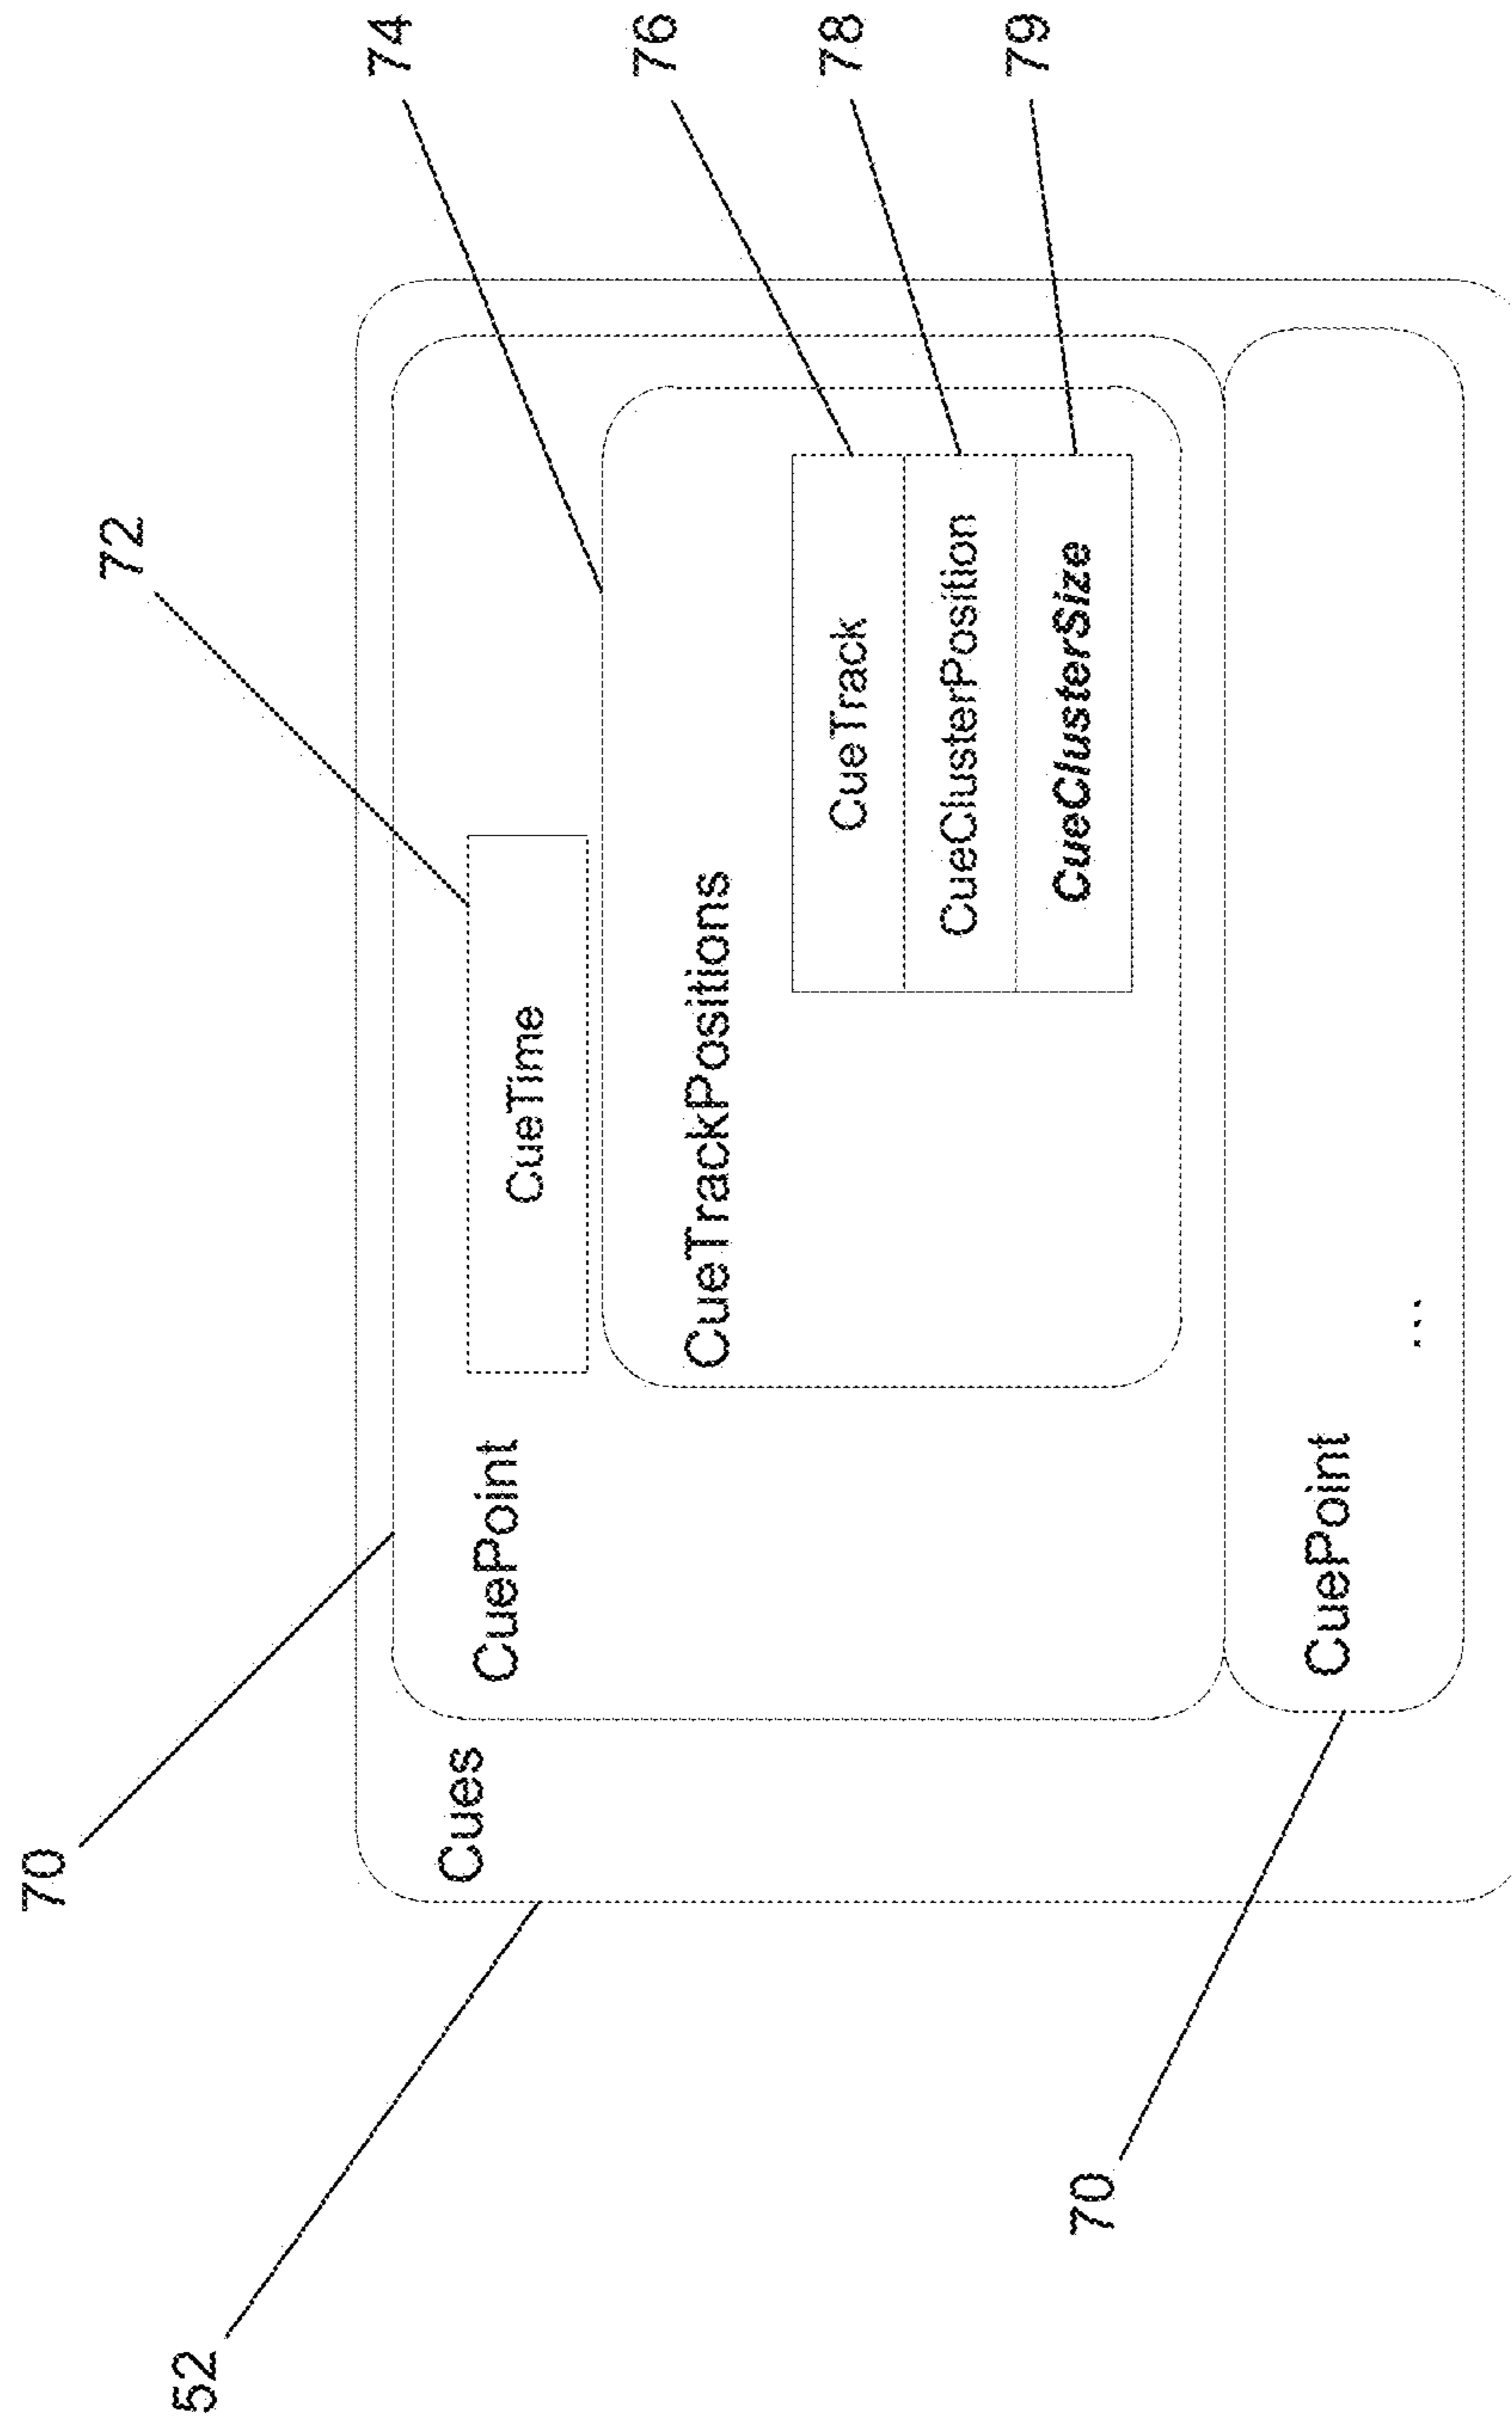 70
72
52
Cues
74
CuePoint
CueTime
CueTrackPositions
76
CueTrack
78
CueClusterPosition
79
CueClusterSize
70
CuePoint
...